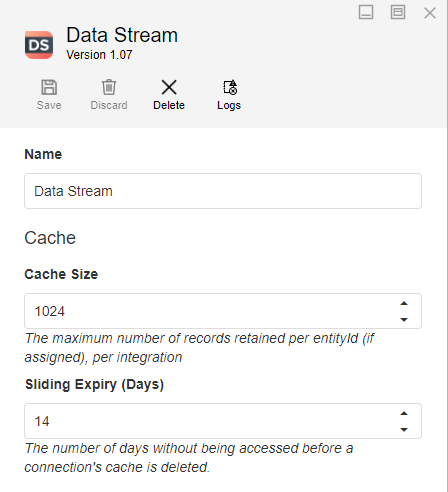 DS
Data Stream
Version 1.07
Save Discard Delete Logs
Name
Data Stream
Cache
Cache Size
1024
The maximum number of records retained per entityId (if
assigned), per integration
Sliding Expiry (Days)
14
The number of days without being accessed before a
connection's cache is deleted.